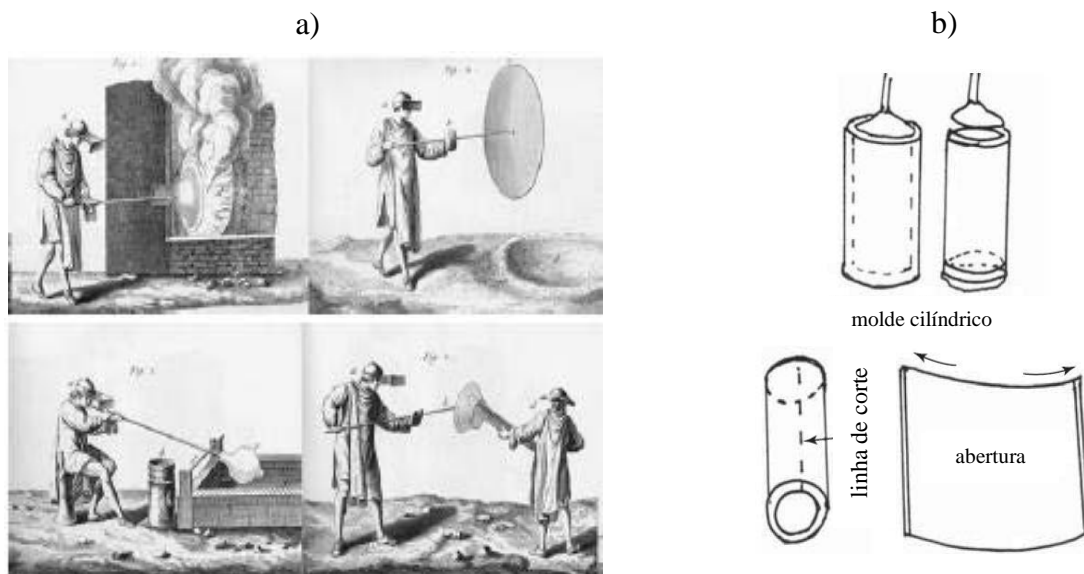 a)
b)
molde cilíndrico
linha de corte
abertura